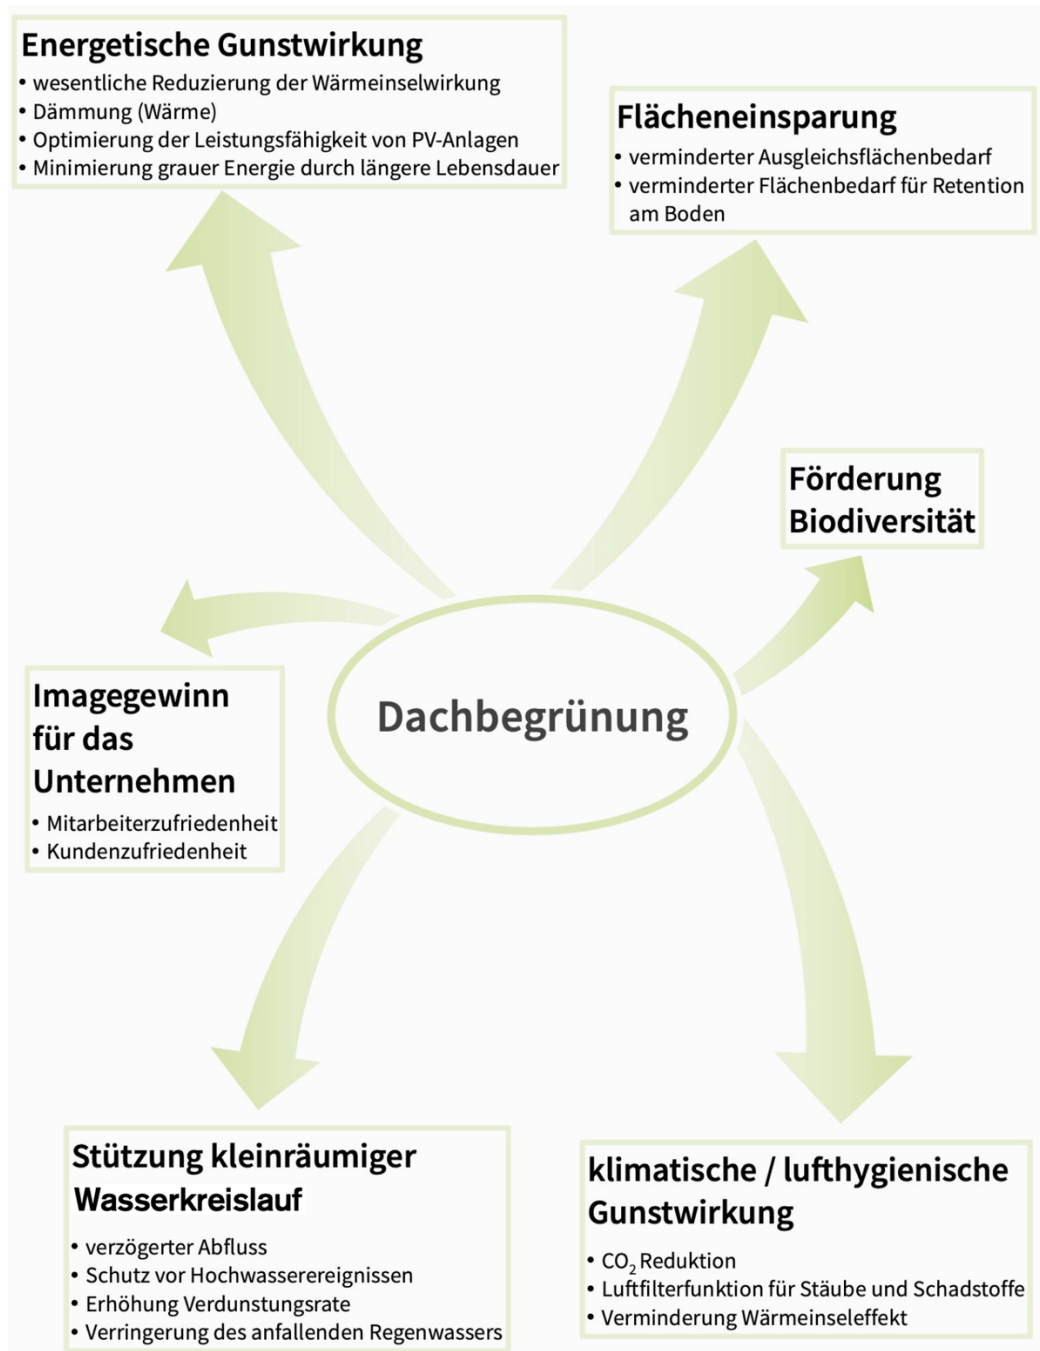 Energetische Gunstwirkung
• wesentliche Reduzierung der Wärmeinselwirkung
• Dämmung (Wärme)
• Optimierung der Leistungsfähigkeit von PV-Anlagen
• Minimierung grauer Energie durch längere Lebensdauer
Flächeneinsparung
• verminderter Ausgleichsflächenbedarf
• verminderter Flächenbedarf für Retention
am Boden
Förderung
Biodiversität
Dachbegrünung
Imagegewinn
für das
Unternehmen
• Mitarbeiterzufriedenheit
• Kundenzufriedenheit
Stützung kleinräumiger
Wasserkreislauf
• verzögerter Abfluss
• Schutz vor Hochwasserereignissen
• Erhöhung Verdunstungsrate
• Verringerung des anfallenden Regenwassers
klimatische / lufthygienische
Gunstwirkung
• CO₂ Reduktion
• Luftfilterfunktion für Stäube und Schadstoffe
• Verminderung Wärmeinseleffekt